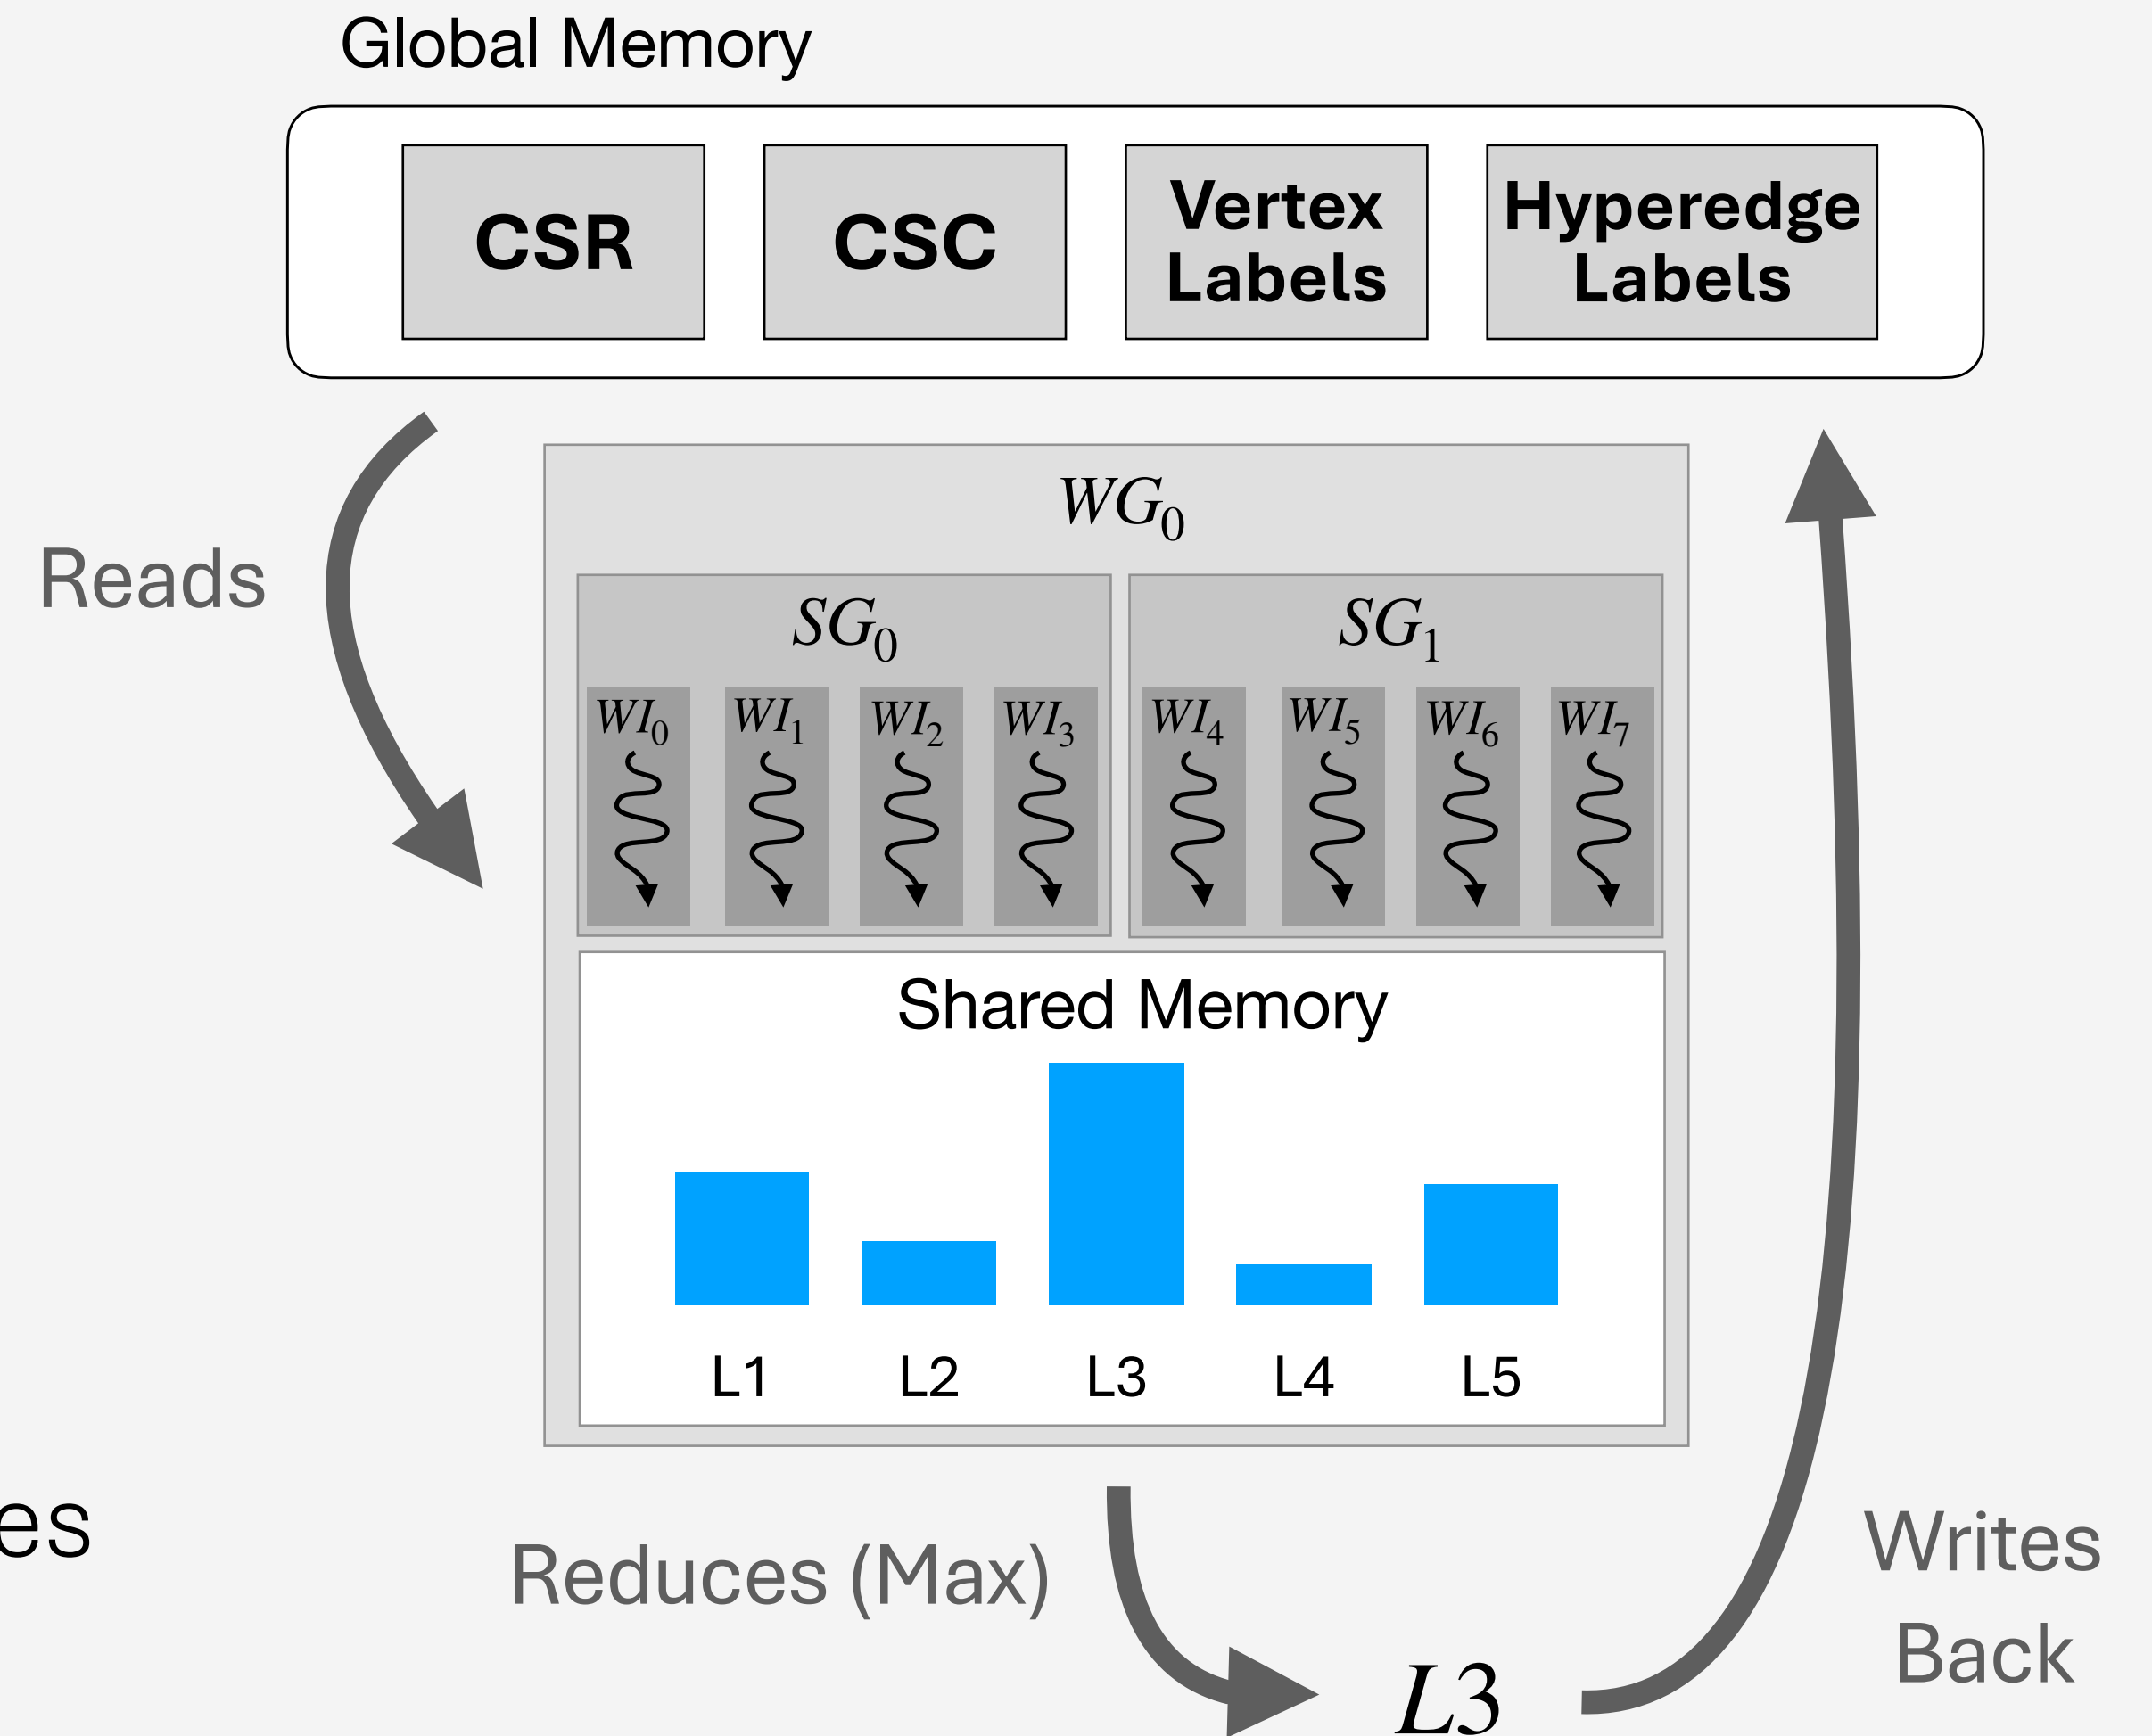 Global Memory
CSR
CSC
Vertex
Labels
Hyperedge
Labels
Reads
WG0
SG0
SG1
WI0
WI1
WI2
WI3
WI4
WI5
WI6
WI7
Shared Memory
L1
L2
L3
L4
L5
es
Reduces (Max)
L3
Writes
Back